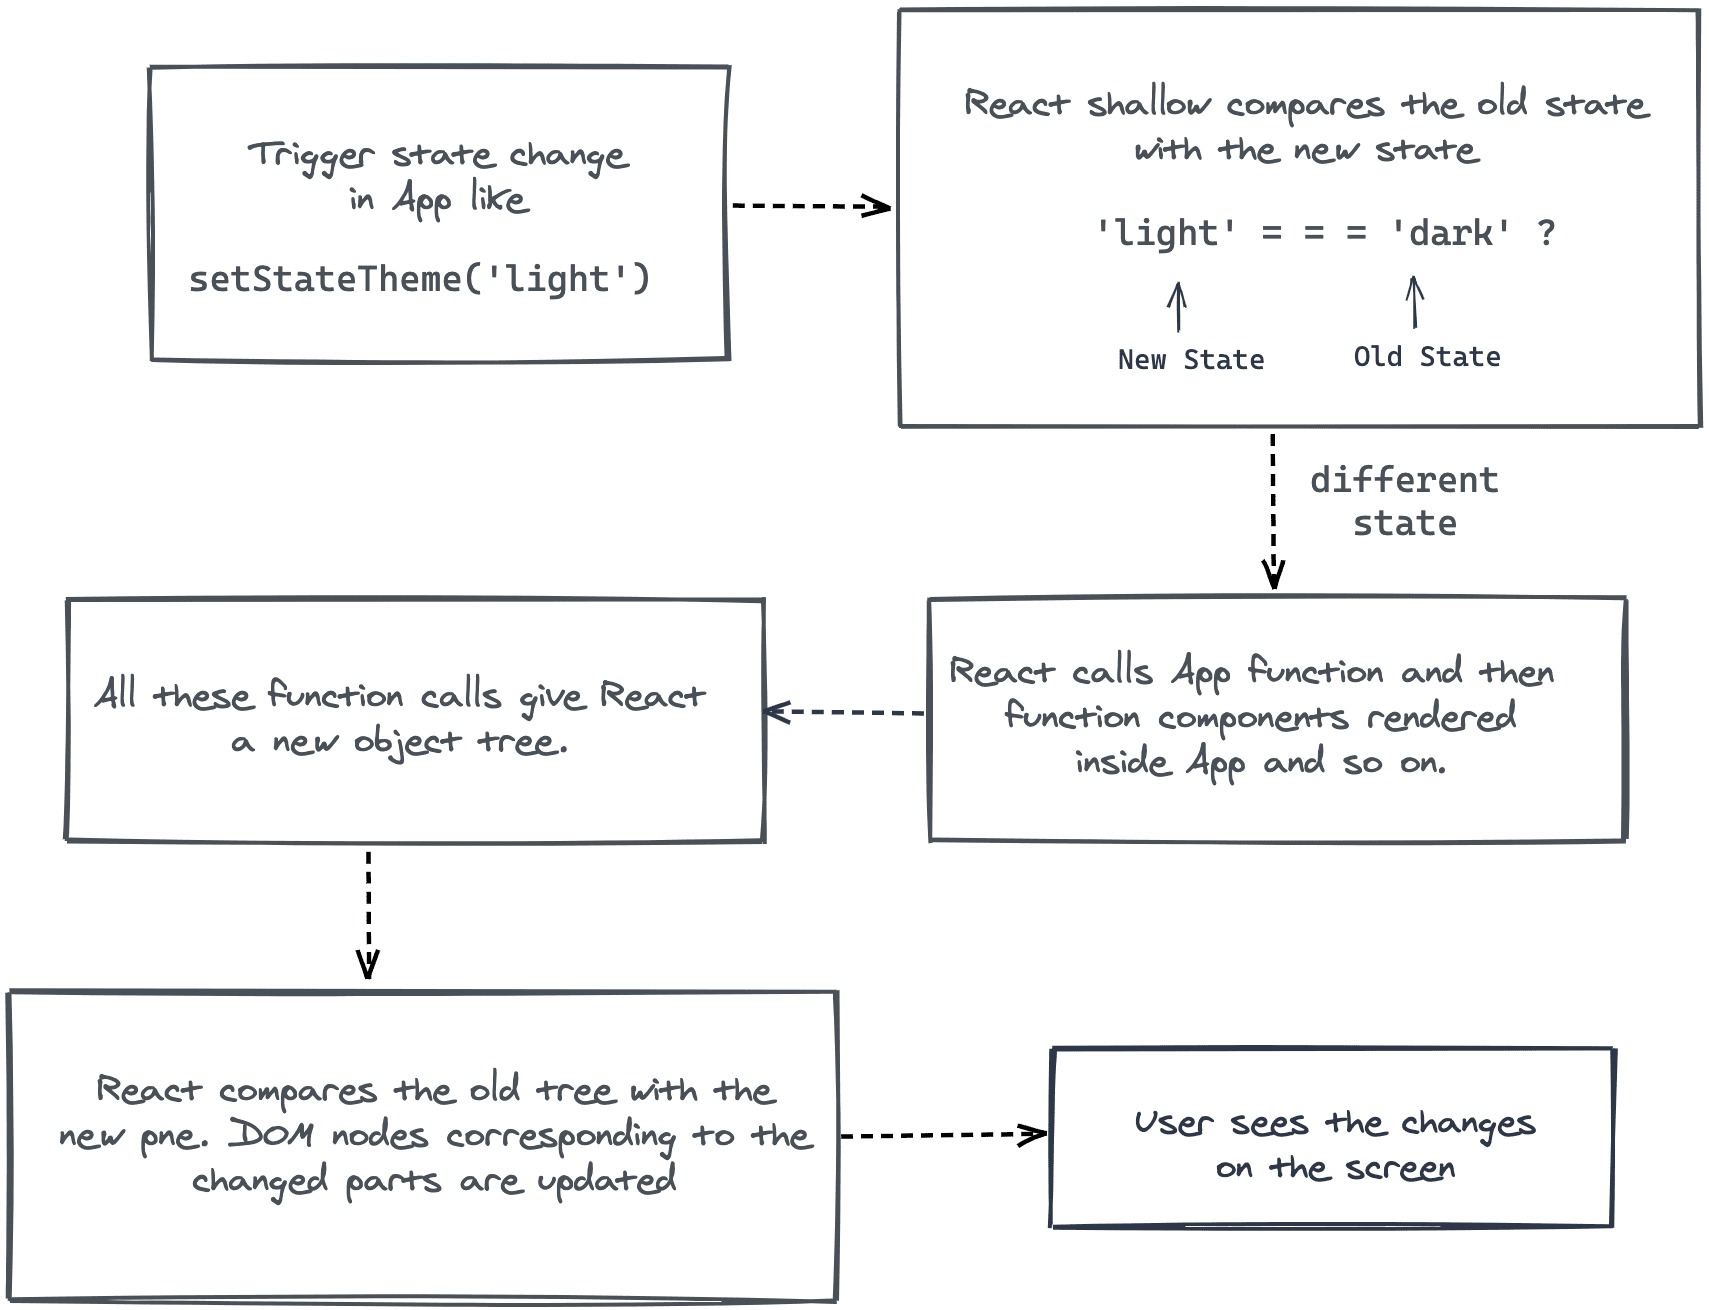 Trigger state change
in App like
setStateTheme('light')
React shallow compares the old state
with the new state
'light' = = = 'dark' ?
New State
Old State
different
state
React calls App function and then
function components rendered
inside App and so on.
All these function calls give React
a new object tree.
React compares the old tree with the
new pne. DOM nodes corresponding to the
changed parts are updated
User sees the changes
on the screen